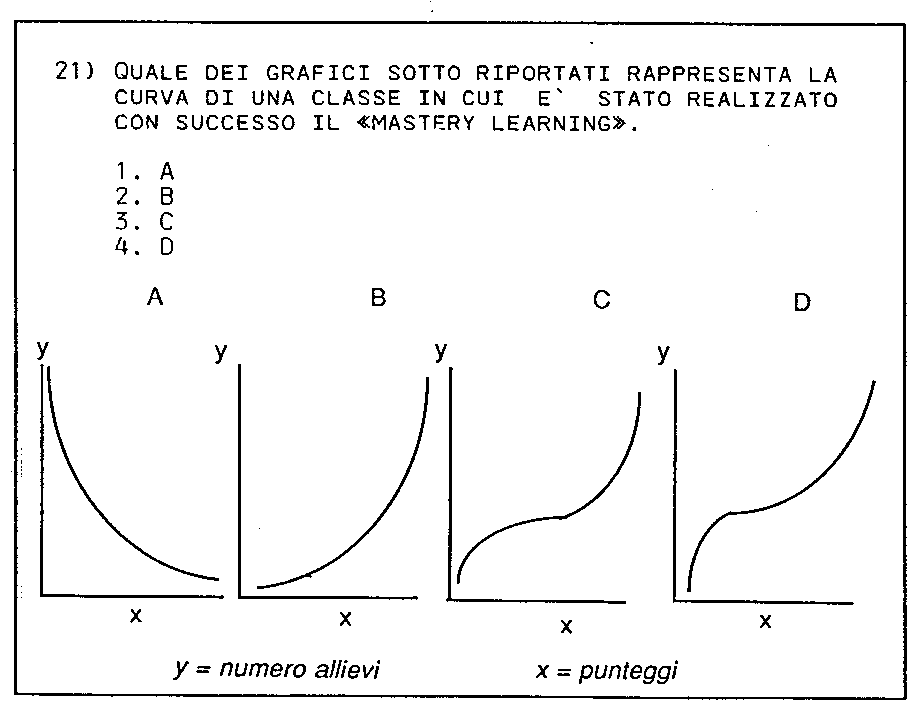 21) QUALE DEI GRAFICI SOTTO RIPORTATI RAPPRESENTA LA
CURVA DI UNA CLASSE IN CUI E` STATO REALIZZATO
CON SUCCESSO IL «MASTERY LEARNING».
1. A
2. B
3. C
4. D
A B C D
y y y y
x x x x
y = numero allievi x = punteggi